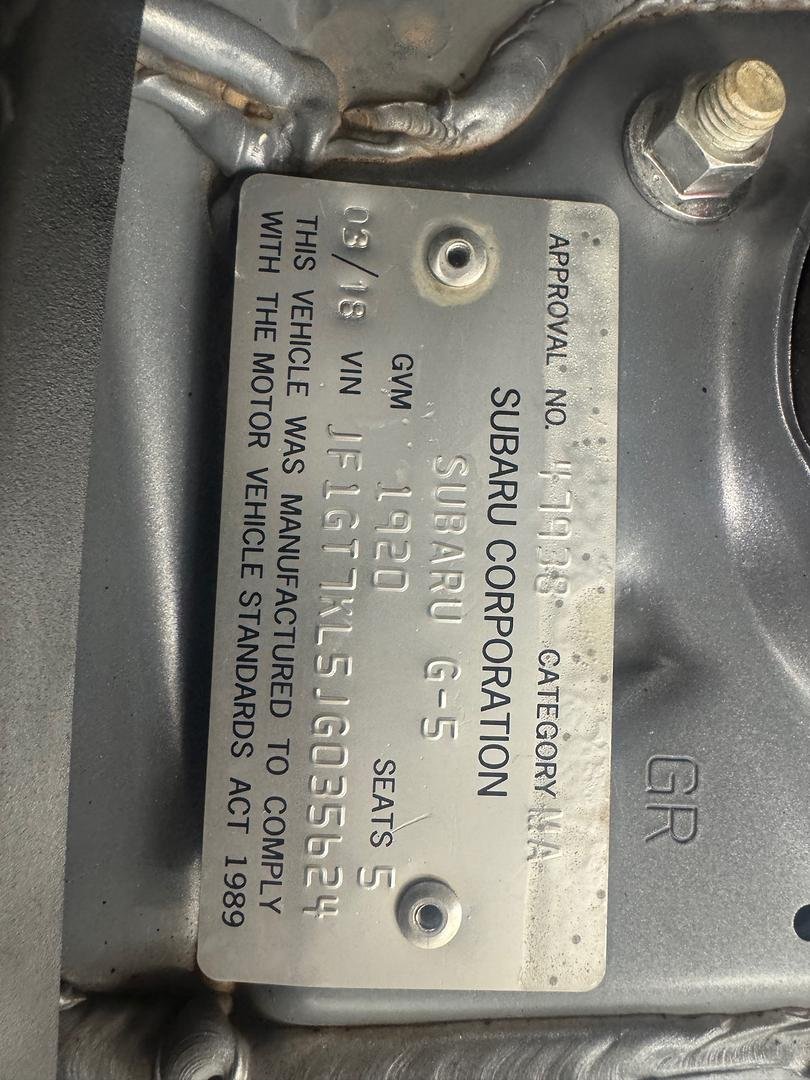 APPROVAL NO. 47938 CATEGORY MA
SUBARU CORPORATION
SUBARU G-5
GVM 1920 SEATS 5
03/18 VIN JF1GT7KL5JG035624
THIS VEHICLE WAS MANUFACTURED TO COMPLY
WITH THE MOTOR VEHICLE STANDARDS ACT 1989
GR